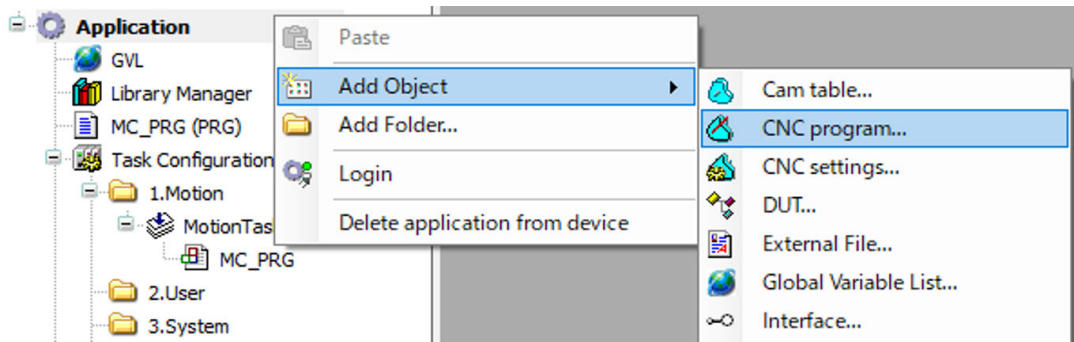 Application
GVL
Library Manager
MC_PRG (PRG)
Task Configuration
1.Motion
MotionTas
MC_PRG
2.User
3.System
Paste
Add Object
Add Folder...
Login
Delete application from device
Cam table...
CNC program...
CNC settings...
DUT...
External File...
Global Variable List...
Interface...